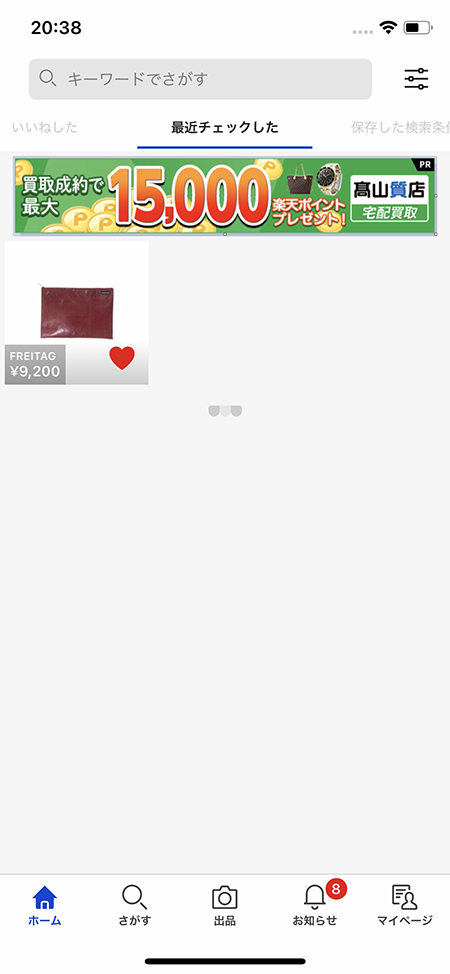 20:38
キーワードでさがす
いいねした
最近チェックした
保存した検索条件
PR
買取成約で
最大
15,000
楽天ポイント
プレゼント!
髙山質店
宅配買取
FREITAG
¥9,200
8
ホーム
さがす
出品
お知らせ
マイページ